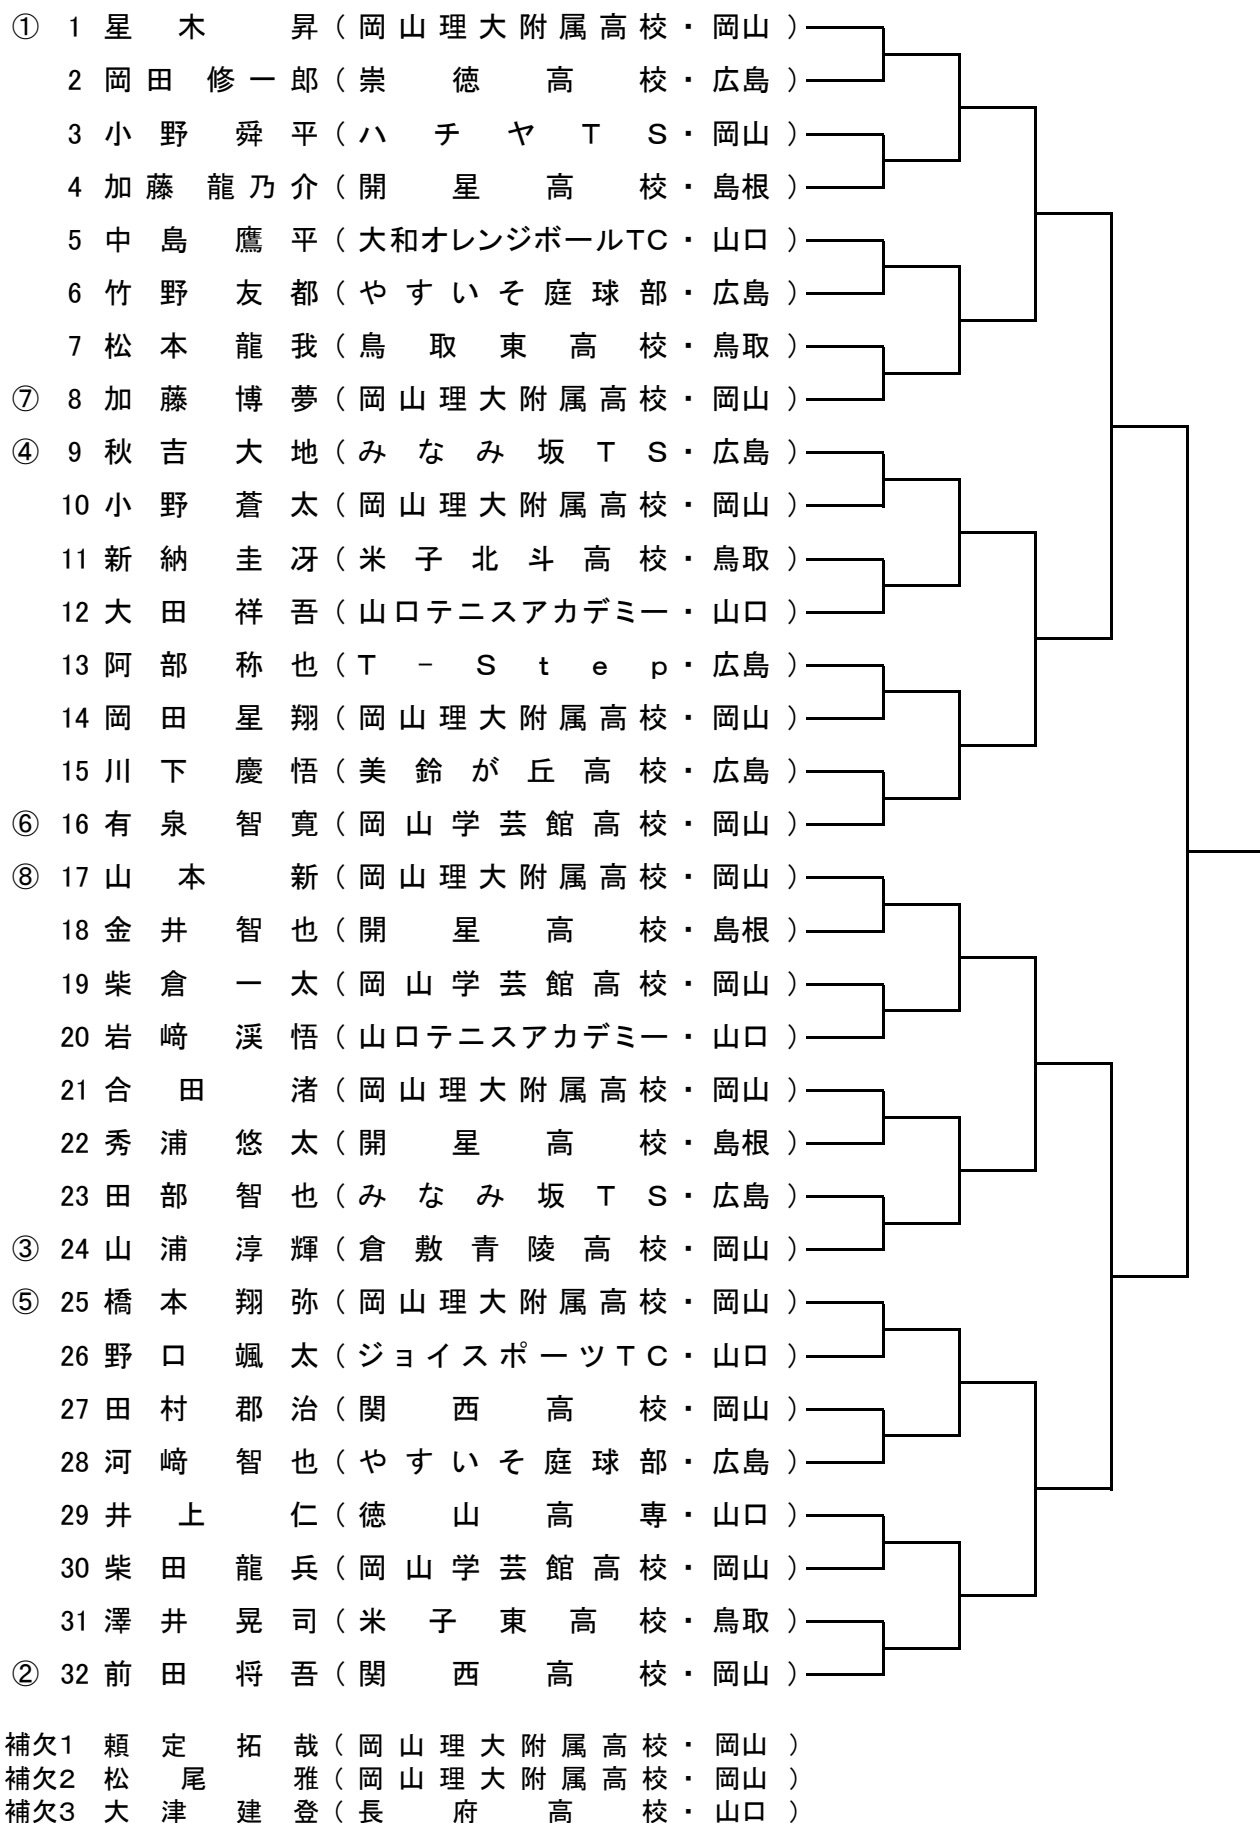 ① 1 星木 昇 (岡山理大附属高校・岡山)
2 岡田 修一郎 (崇徳高校・広島)
3 小野 舜平 (ハチヤTS・岡山)
4 加藤 龍乃介 (開星高校・島根)
5 中島 鷹平 (大和オレンジボールTC・山口)
6 竹野 友都 (やすいそ庭球部・広島)
7 松本 龍我 (鳥取東高校・鳥取)
⑦ 8 加藤 博夢 (岡山理大附属高校・岡山)
④ 9 秋吉 大地 (みなみ坂TS・広島)
10 小野 蒼太 (岡山理大附属高校・岡山)
11 新納 圭冴 (米子北斗高校・鳥取)
12 大田 祥吾 (山口テニスアカデミー・山口)
13 阿部 称也 (T-Step・広島)
14 岡田 星翔 (岡山理大附属高校・岡山)
15 川下 慶悟 (美鈴が丘高校・広島)
⑥ 16 有泉 智寛 (岡山学芸館高校・岡山)
⑧ 17 山本 新 (岡山理大附属高校・岡山)
18 金井 智也 (開星高校・島根)
19 柴倉 一太 (岡山学芸館高校・岡山)
20 岩﨑 渓悟 (山口テニスアカデミー・山口)
21 合田 渚 (岡山理大附属高校・岡山)
22 秀浦 悠太 (開星高校・島根)
23 田部 智也 (みなみ坂TS・広島)
③ 24 山浦 淳輝 (倉敷青陵高校・岡山)
⑤ 25 橋本 翔弥 (岡山理大附属高校・岡山)
26 野口 颯太 (ジョイスポーツTC・山口)
27 田村 郡治 (関西高校・岡山)
28 河﨑 智也 (やすいそ庭球部・広島)
29 井上 仁 (徳山高専・山口)
30 柴田 龍兵 (岡山学芸館高校・岡山)
31 澤井 晃司 (米子東高校・鳥取)
② 32 前田 将吾 (関西高校・岡山)
補欠1 頼定 拓哉 (岡山理大附属高校・岡山)
補欠2 松尾 雅 (岡山理大附属高校・岡山)
補欠3 大津 建登 (長府高校・山口)